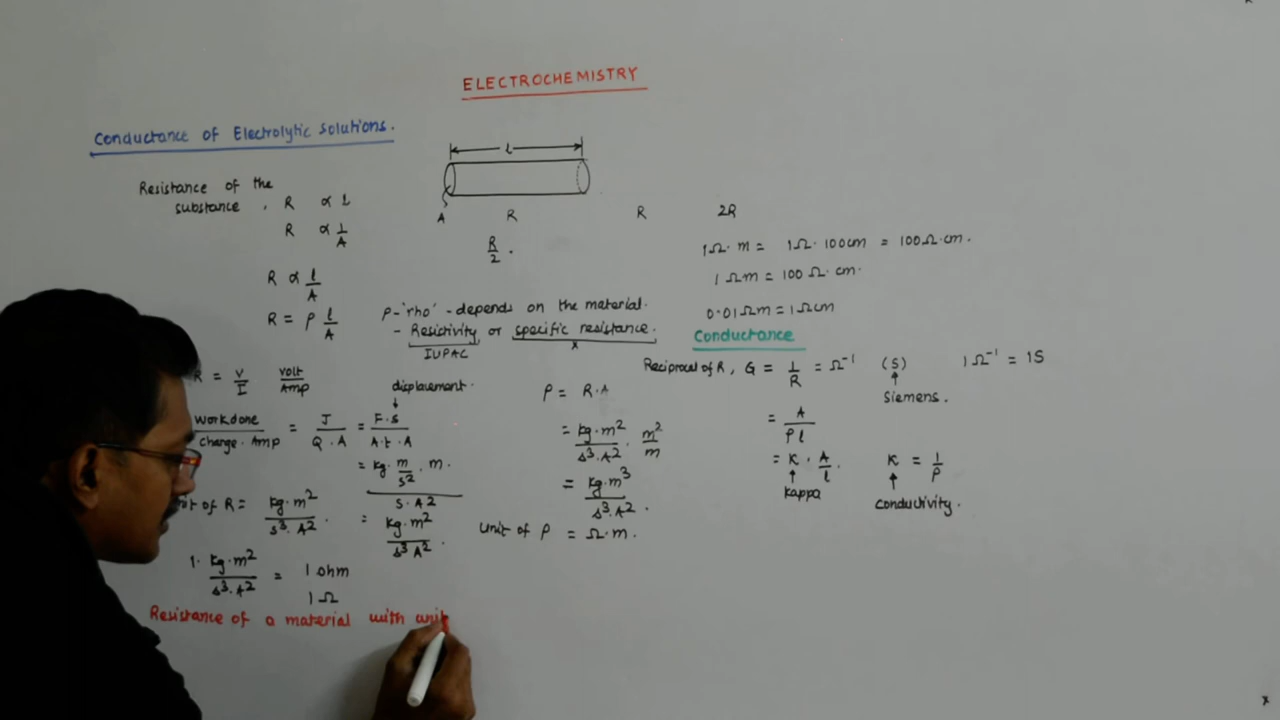 ELECTROCHEMISTRY
Conductance of Electrolytic Solutions.
l
A
R R 2R
R/2 .
Resistance of the
substance , R ∝ l
R ∝ 1/A
R ∝ l/A
R = ρ l/A
ρ-'rho' - depends on the material.
- Resictivity or specific resistance.
IUPAC x
R = V/I volt/Amp
workdone/Charge. Amp = J/Q.A = F.s/A.t.A
displacement.
= kg. m/s² . m. / s.A²
= kg.m²/s³A² .
of R = kg.m²/s³.A² .
1. kg.m²/s³.A² = 1 ohm
1Ω
Resistance of a material with unit
ρ = R.A
= kg.m²/s³.A² . m²/m
= kg.m³/s³.A² .
Unit of ρ = Ω.m.
1Ω.m = 1Ω.100cm = 100Ω.cm.
1Ωm = 100Ω.cm.
0.01Ωm = 1Ωcm
Conductance
Reciprocal of R, G = 1/R = Ω⁻¹ (S) 1Ω⁻¹ = 1S
Siemens.
= A/ρl
= K . A/l . K = 1/ρ
Kappa conductivity.